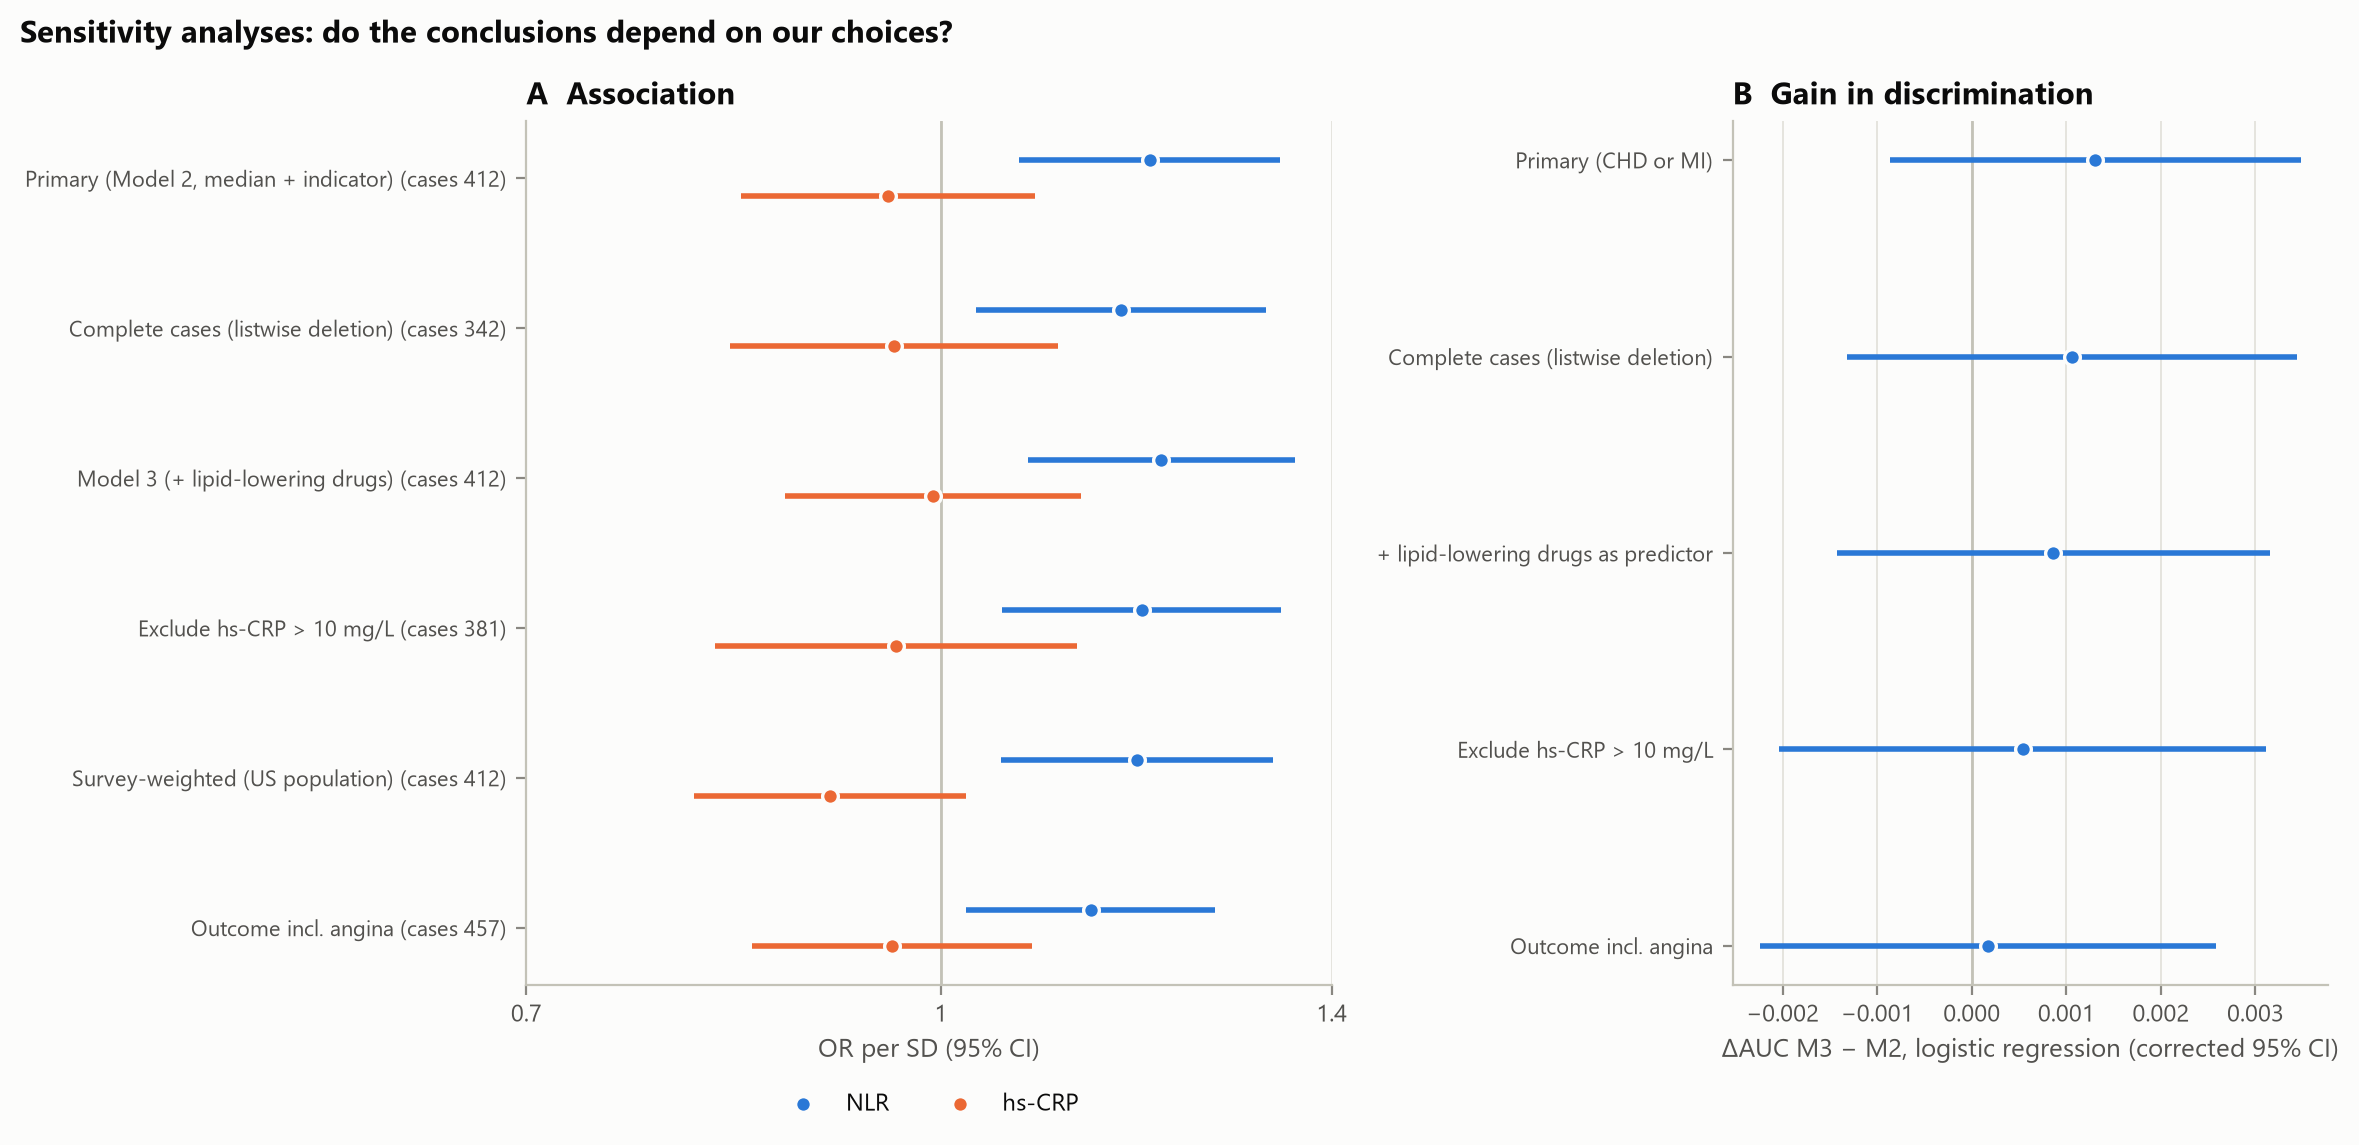 Sensitivity analyses: do the conclusions depend on our choices?
A Association
Primary (Model 2, median + indicator) (cases 412)
Complete cases (listwise deletion) (cases 342)
Model 3 (+ lipid-lowering drugs) (cases 412)
Exclude hs-CRP > 10 mg/L (cases 381)
Survey-weighted (US population) (cases 412)
Outcome incl. angina (cases 457)
0.7 1 1.4
OR per SD (95% CI)
NLR hs-CRP
B Gain in discrimination
Primary (CHD or MI)
Complete cases (listwise deletion)
+ lipid-lowering drugs as predictor
Exclude hs-CRP > 10 mg/L
Outcome incl. angina
−0.002 −0.001 0.000 0.001 0.002 0.003
ΔAUC M3 − M2, logistic regression (corrected 95% CI)